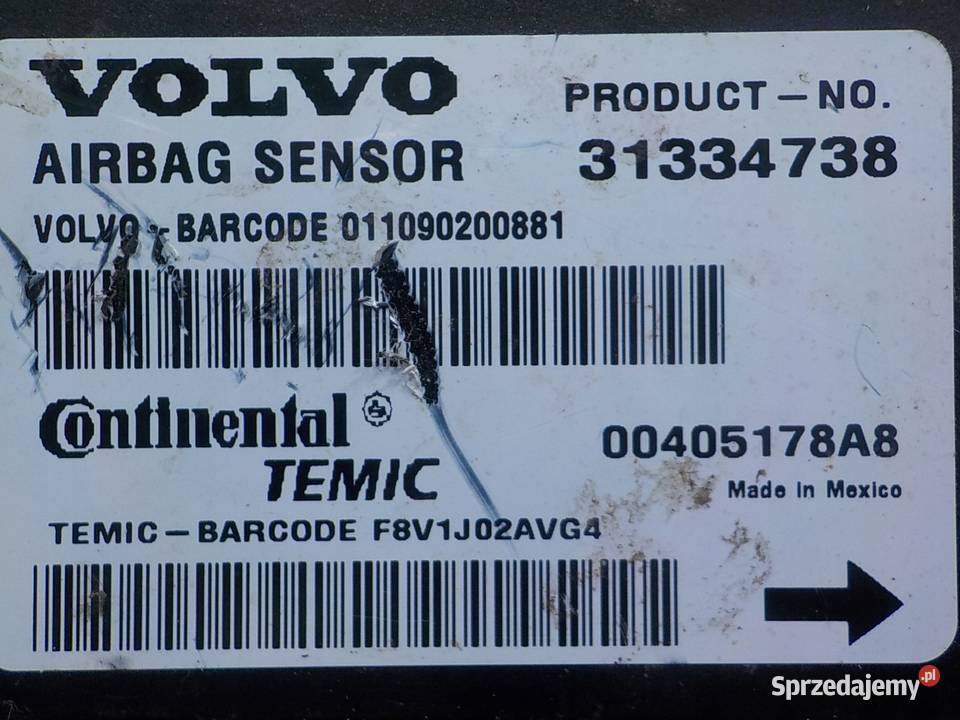 VOLVO
PRODUCT-NO.
AIRBAG SENSOR
31334738
VOLVO-BARCODE 011090200881
Continental
TEMIC
00405178A8
Made in Mexico
TEMIC-BARCODE F8V1J02AVG4
Sprzedajemy.pl